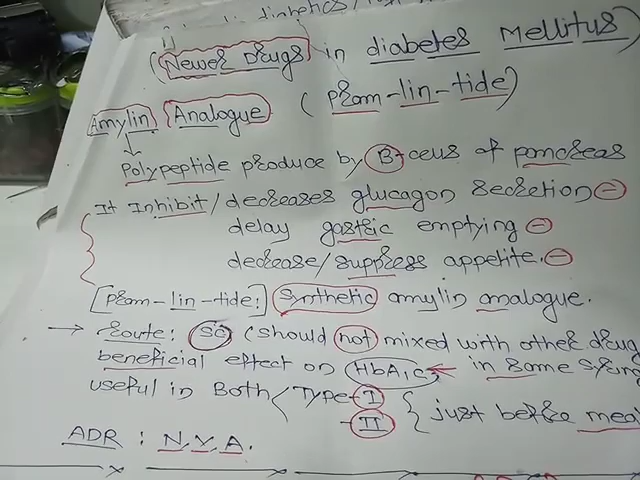 diabetics/
(Newer Drugs in diabetes Mellitus)
Amylin Analogue (Pram-lin-tide)
Polypeptide produce by B-cells of pancreas
It Inhibit/decreases glucagon secretion -
delay gastric emptying -
decrease/suppress appetite. -
[Pram-lin-tide:] Synthetic amylin analogue.
→ Route: SC (should not mixed with other drug
beneficial effect on HbA1c ← in same syring
useful in Both Type-I
-II just before meal
ADR : N.V.A.